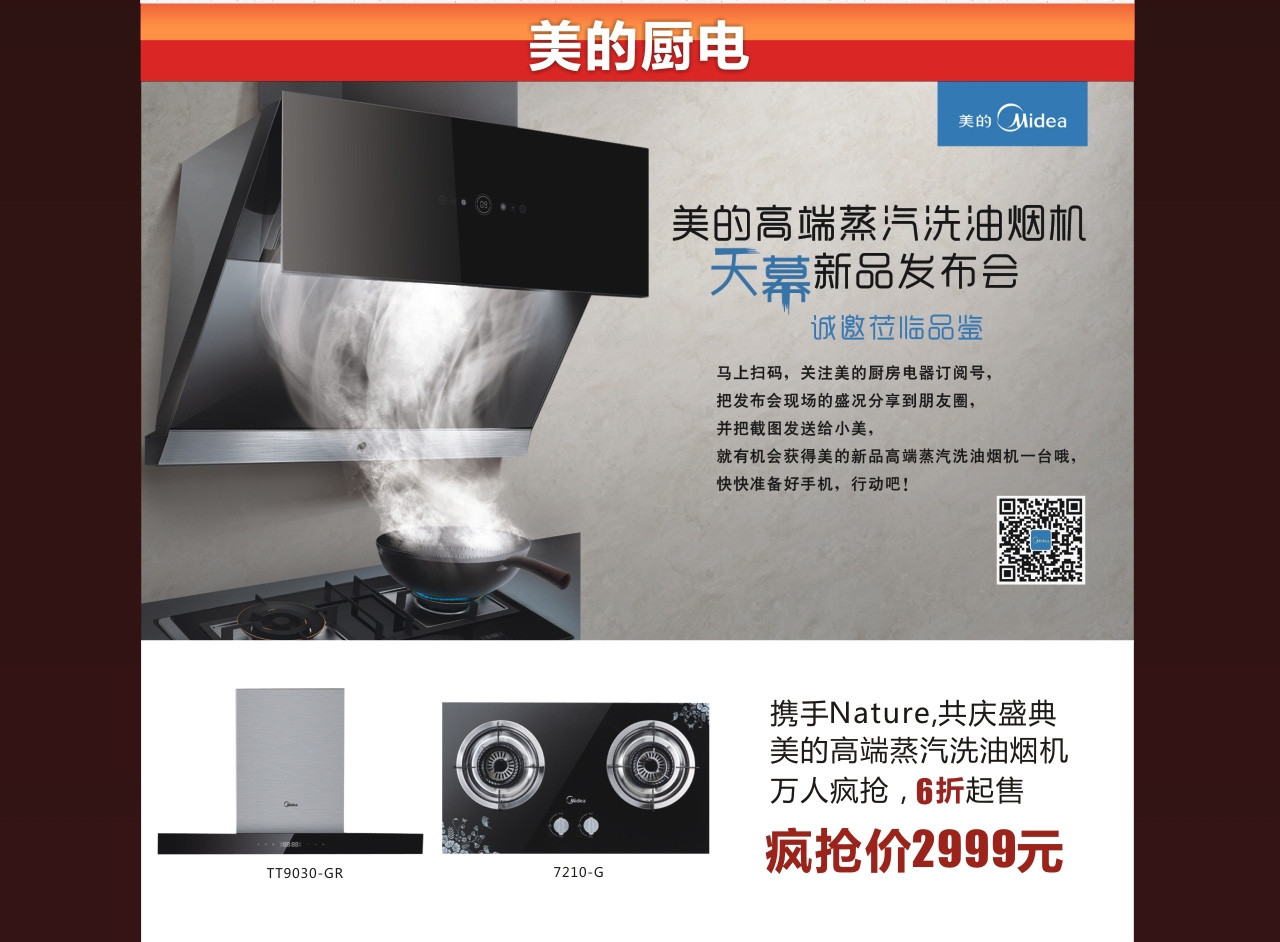 美的厨电
美的 Midea
美的高端蒸汽洗油烟机
天幕新品发布会
诚邀莅临品鉴
马上扫码，关注美的厨房电器订阅号，
把发布会现场的盛况分享到朋友圈，
并把截图发送给小美，
就有机会获得美的新品高端蒸汽洗油烟机一台哦，
快快准备好手机，行动吧！
Midea
Midea
Midea
TT9030-GR
7210-G
携手Nature,共庆盛典
美的高端蒸汽洗油烟机
万人疯抢，6折起售
疯抢价2999元